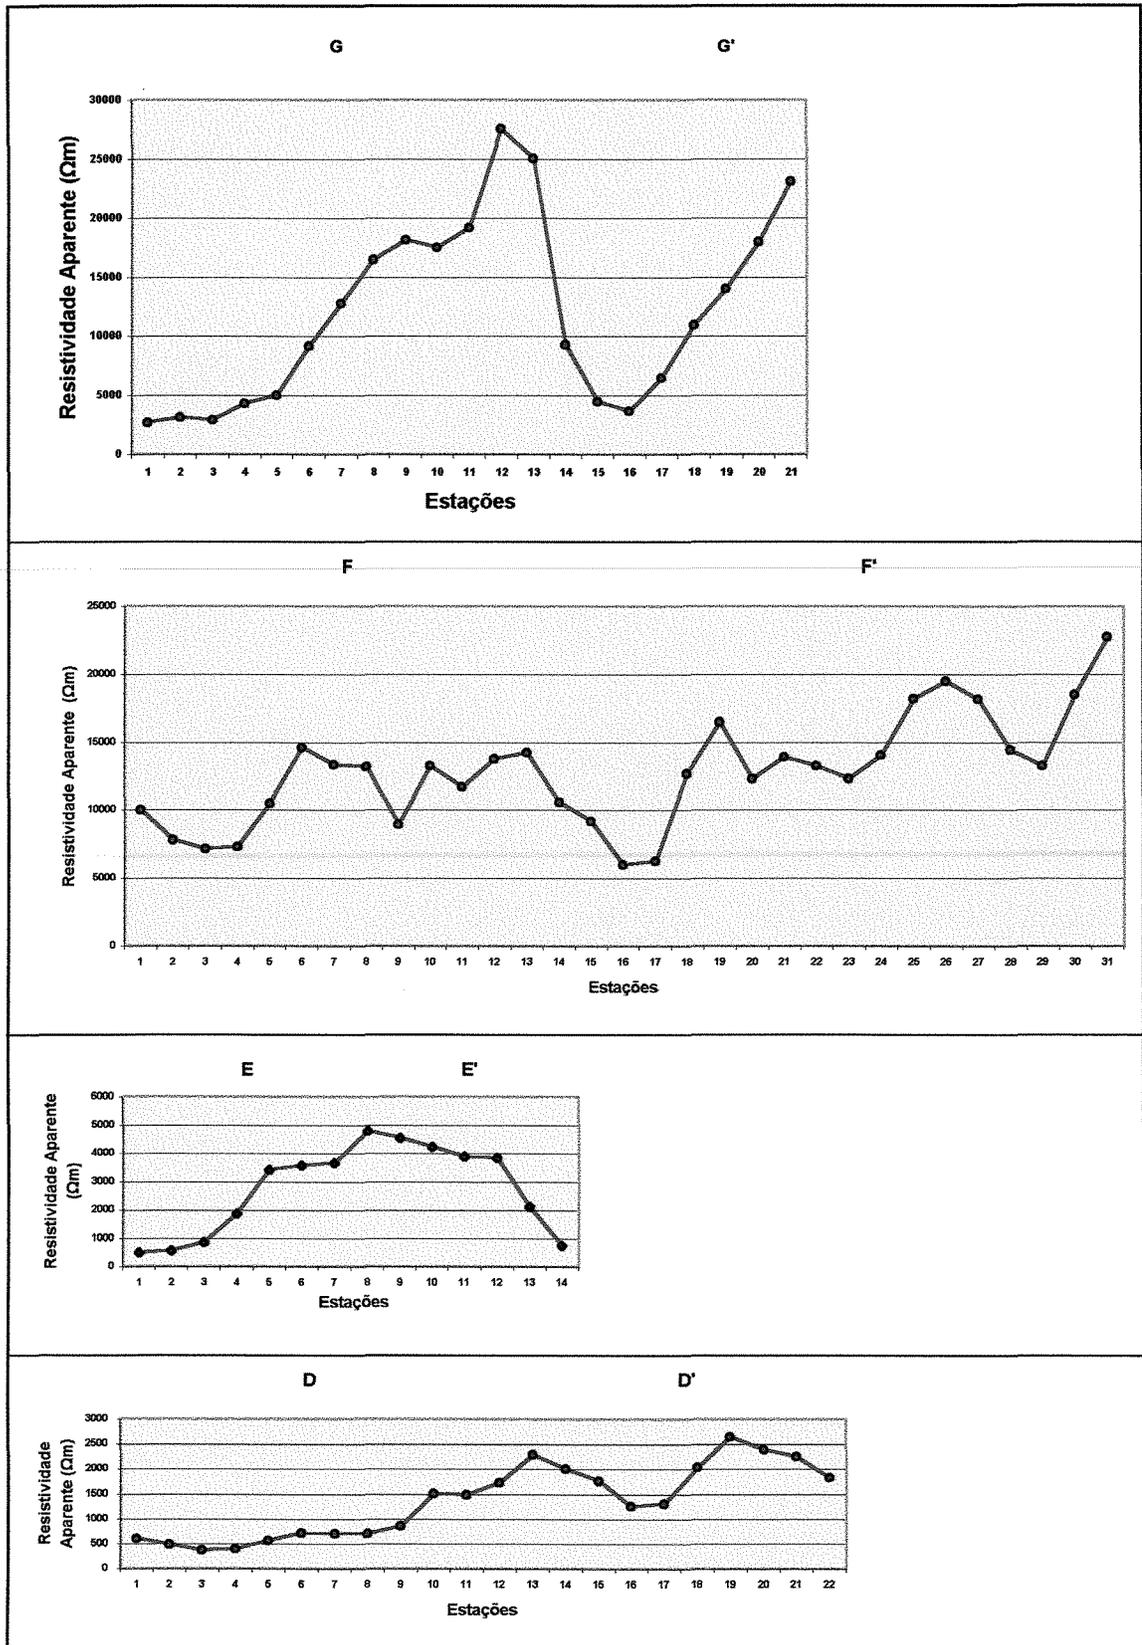 G G'
Resistividade Aparente (Ωm)
30000
25000
20000
15000
10000
5000
0
1 2 3 4 5 6 7 8 9 10 11 12 13 14 15 16 17 18 19 20 21
Estações
F F'
Resistividade Aparente (Ωm)
25000
20000
15000
10000
5000
0
1 2 3 4 5 6 7 8 9 10 11 12 13 14 15 16 17 18 19 20 21 22 23 24 25 26 27 28 29 30 31
Estações
E E'
Resistividade Aparente
(Ωm)
6000
5000
4000
3000
2000
1000
0
1 2 3 4 5 6 7 8 9 10 11 12 13 14
Estações
D D'
Resistividade
Aparente (Ωm)
3000
2500
2000
1500
1000
500
0
1 2 3 4 5 6 7 8 9 10 11 12 13 14 15 16 17 18 19 20 21 22
Estações